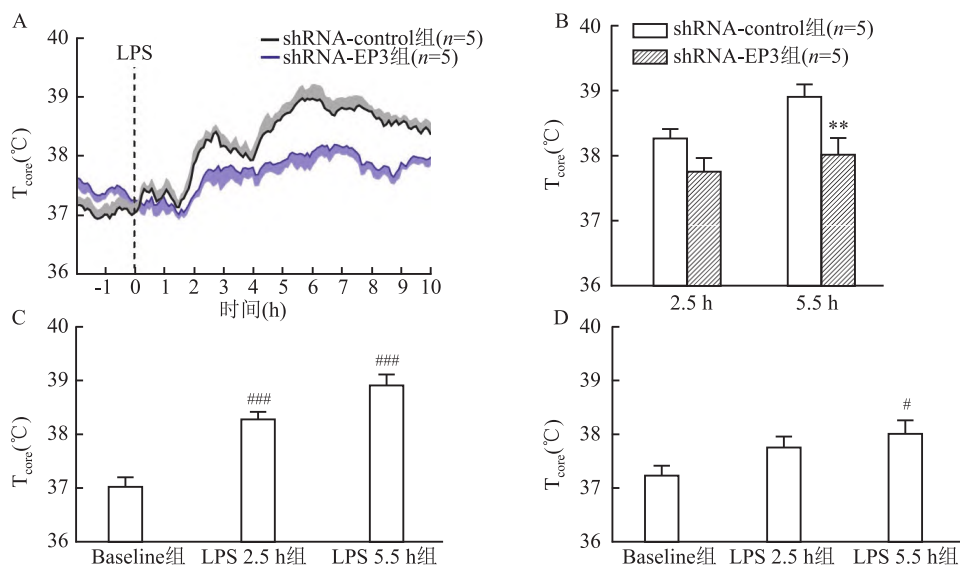 A
40
39
38
37
36
T_core(℃)
LPS
shRNA-control组(n=5)
shRNA-EP3组(n=5)
-1 0 1 2 3 4 5 6 7 8 9 10
时间(h)
B
40
39
38
37
36
T_core(℃)
shRNA-control组(n=5)
shRNA-EP3组(n=5)
**
2.5 h 5.5 h
C
40
39
38
37
36
T_core(℃)
###
###
Baseline组 LPS 2.5 h组 LPS 5.5 h组
D
40
39
38
37
36
T_core(℃)
#
Baseline组 LPS 2.5 h组 LPS 5.5 h组